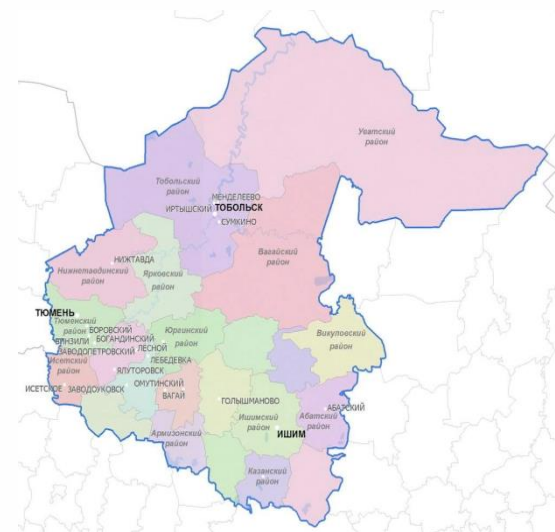 Уватский
район
Тобольский
район
МЕНДЕЛЕЕВО
ИРТЫШСКИЙ ТОБОЛЬСК
СУМКИНО
Вагайский
район
НИЖТАВДА
Нижнетавдинский
район
Ярковский
район
ТЮМЕНЬ
Тюменский
район
БОРОВСКИЙ
ВИНЗИЛИ
БОГАНДИНСКИЙ
Юргинский
район
Викуловский
район
ЗАВОДОПЕТРОВСКИЙ
ЛЕСНОЙ
ЛЕБЕДЕВКА
Исетский
район
ЯЛУТОРОВСК
ИСЕТСКОЕ
ЗАВОДОУКОВСК
ОМУТИНСКИЙ
ВАГАЙ
ГОЛЫШМАНОВО
Ишимский
район
ИШИМ
Абатский
район
АБАТСКИЙ
Армизонский
район
Казанский
район